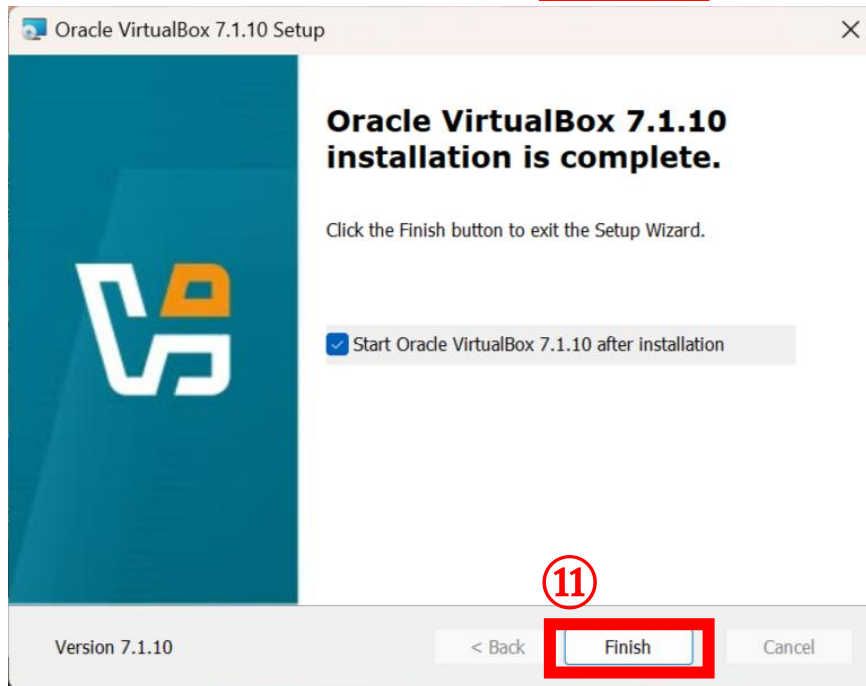 Oracle VirtualBox 7.1.10 Setup
Oracle VirtualBox 7.1.10
installation is complete.
Click the Finish button to exit the Setup Wizard.
Start Oracle VirtualBox 7.1.10 after installation
⑪
Version 7.1.10
< Back
Finish
Cancel